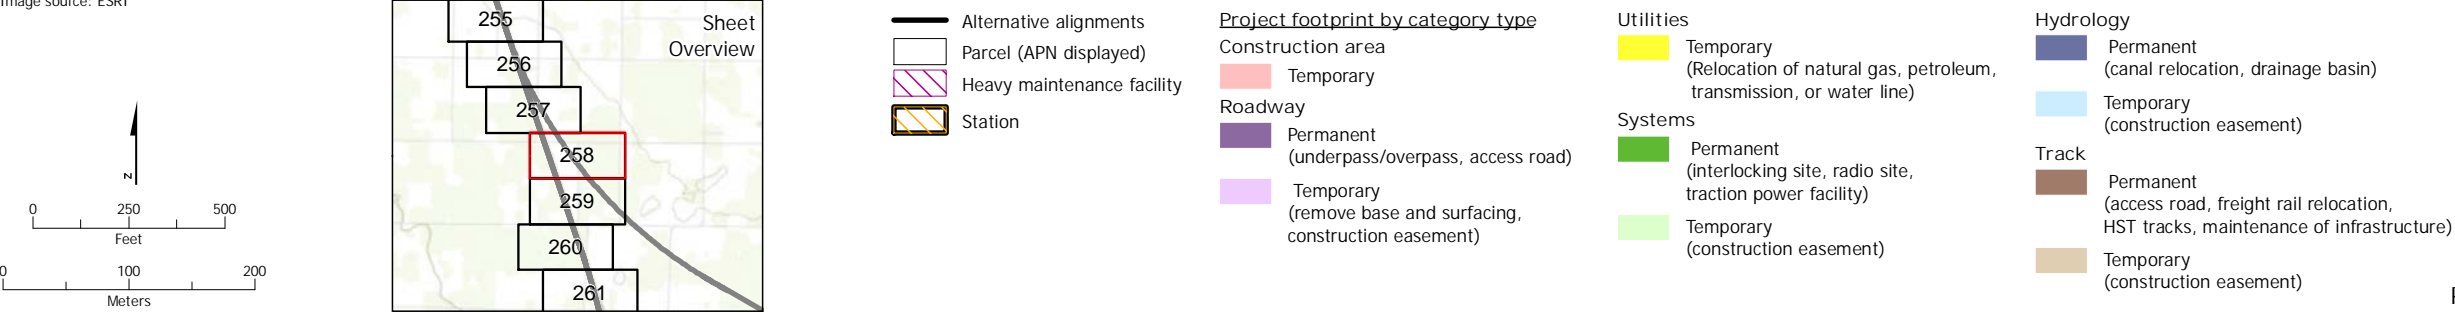 Image source: ESRI
N
0 250 500
Feet
0 100 200
Meters
Sheet
Overview
255
256
257
258
259
260
261
Alternative alignments
Parcel (APN displayed)
Heavy maintenance facility
Station
Project footprint by category type
Construction area
Temporary
Roadway
Permanent
(underpass/overpass, access road)
Temporary
(remove base and surfacing,
construction easement)
Utilities
Temporary
(Relocation of natural gas, petroleum,
transmission, or water line)
Systems
Permanent
(interlocking site, radio site,
traction power facility)
Temporary
(construction easement)
Hydrology
Permanent
(canal relocation, drainage basin)
Temporary
(construction easement)
Track
Permanent
(access road, freight rail relocation,
HST tracks, maintenance of infrastructure)
Temporary
(construction easement)